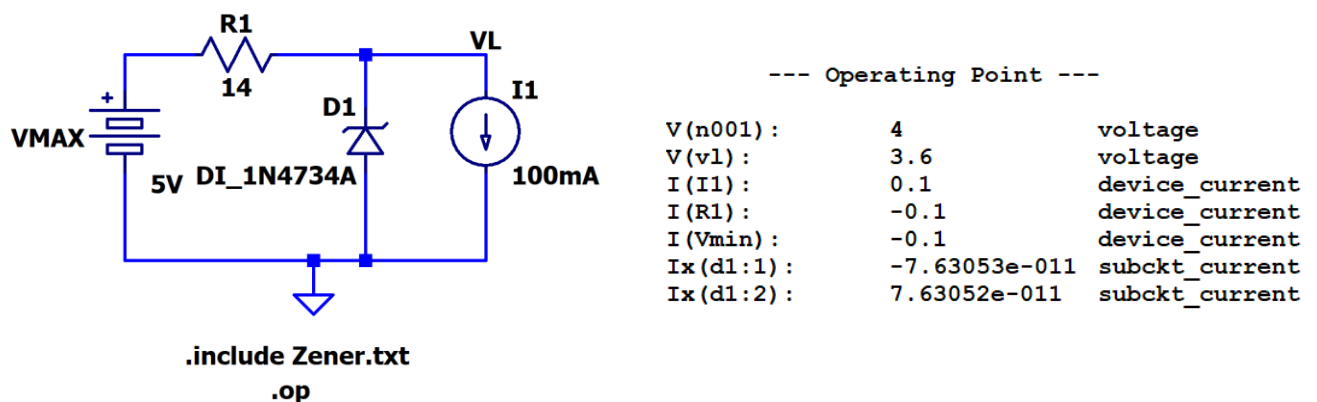 R1
14
VL
I1
D1
+
VMAX
5V
DI_1N4734A
100mA
.include Zener.txt
.op
--- Operating Point ---
V(n001): 4 voltage
V(vl): 3.6 voltage
I(I1): 0.1 device_current
I(R1): -0.1 device_current
I(Vmin): -0.1 device_current
Ix(d1:1): -7.63053e-011 subckt_current
Ix(d1:2): 7.63052e-011 subckt_current